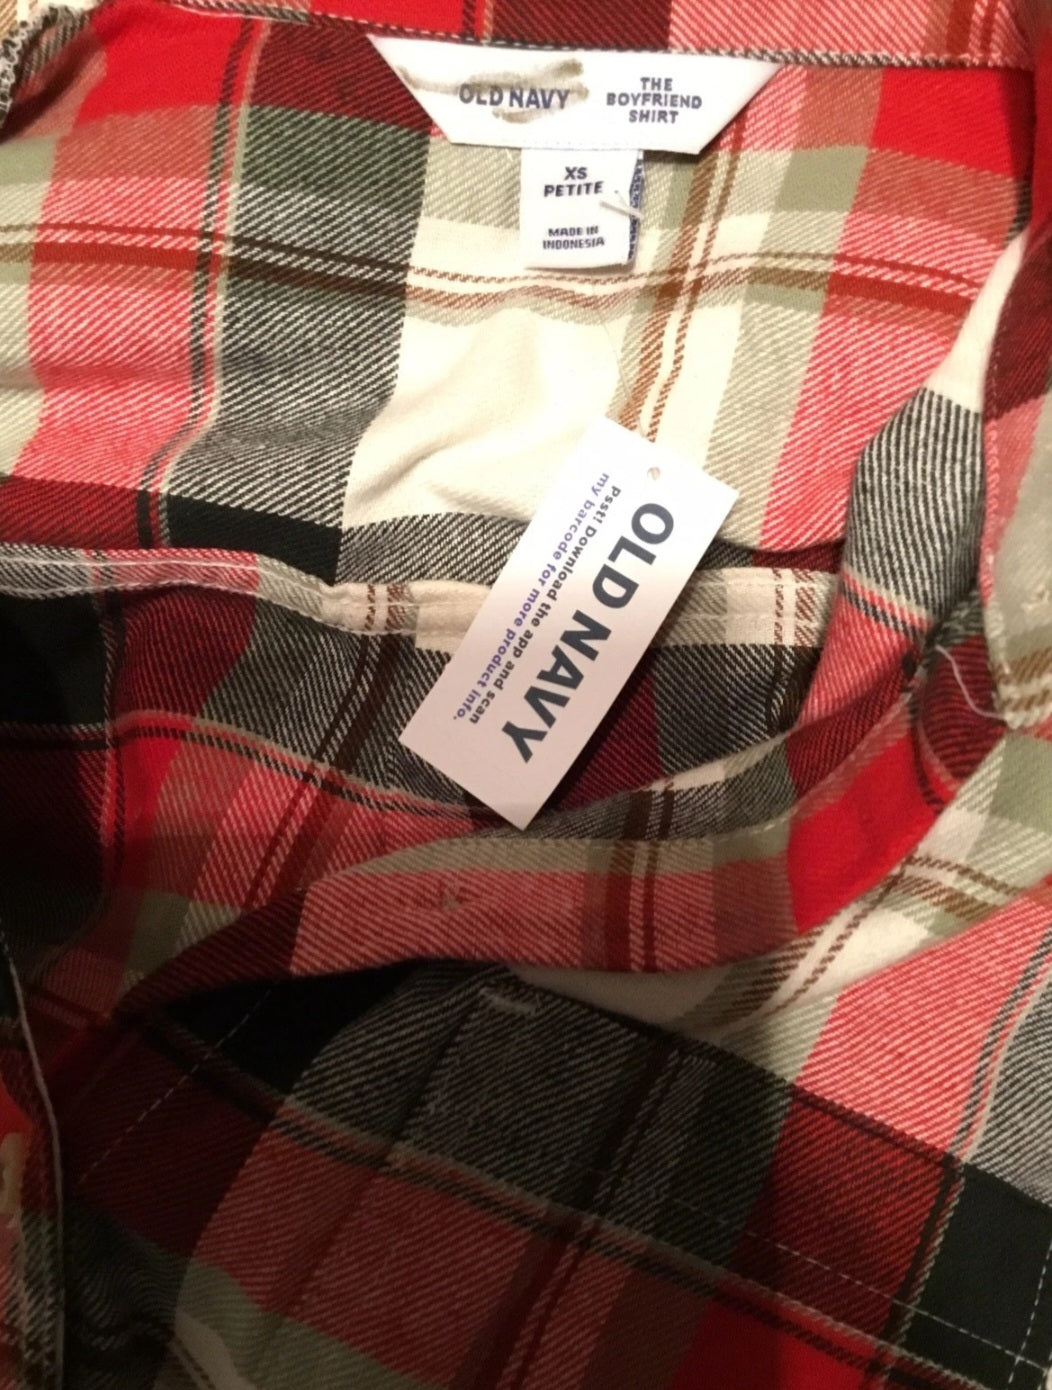 OLD NAVY
THE
BOYFRIEND
SHIRT
XS
PETITE
MADE IN
INDONESIA
OLD NAVY
psst! Download the app and scan
my barcode for more product info.